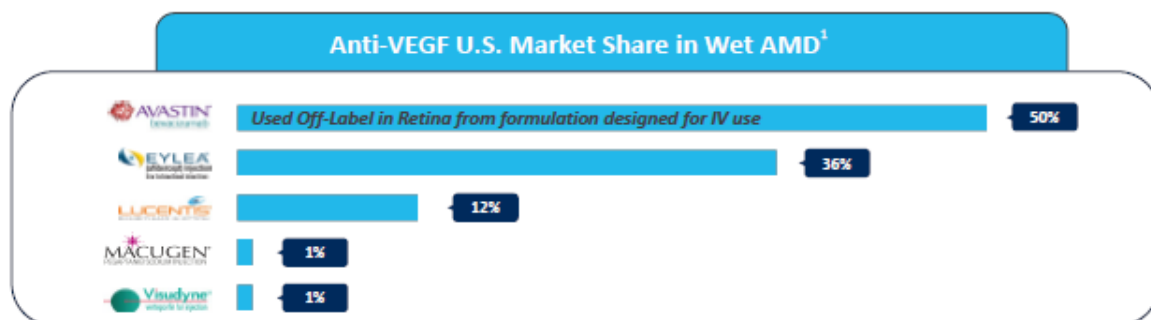 Anti-VEGF U.S. Market Share in Wet AMD1
AVASTIN
bevacizumab
Used Off-Label in Retina from formulation designed for IV use
50%
EYLEA
36%
LUCENTIS
12%
MACUGEN
1%
Visudyne
1%